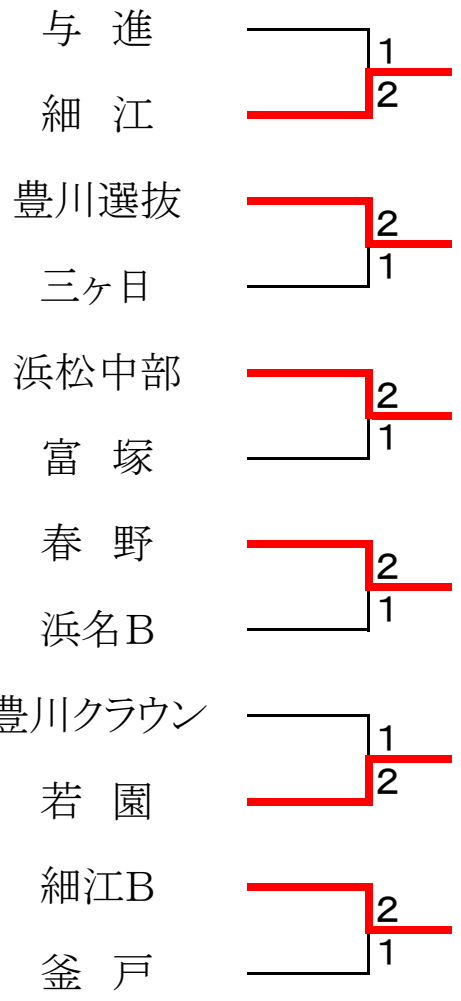 与 進
1
2
細 江
豊川選抜
2
1
三ヶ日
浜松中部
2
1
富 塚
春 野
2
1
浜名B
豊川クラウン
1
2
若 園
細江B
2
1
釜 戸